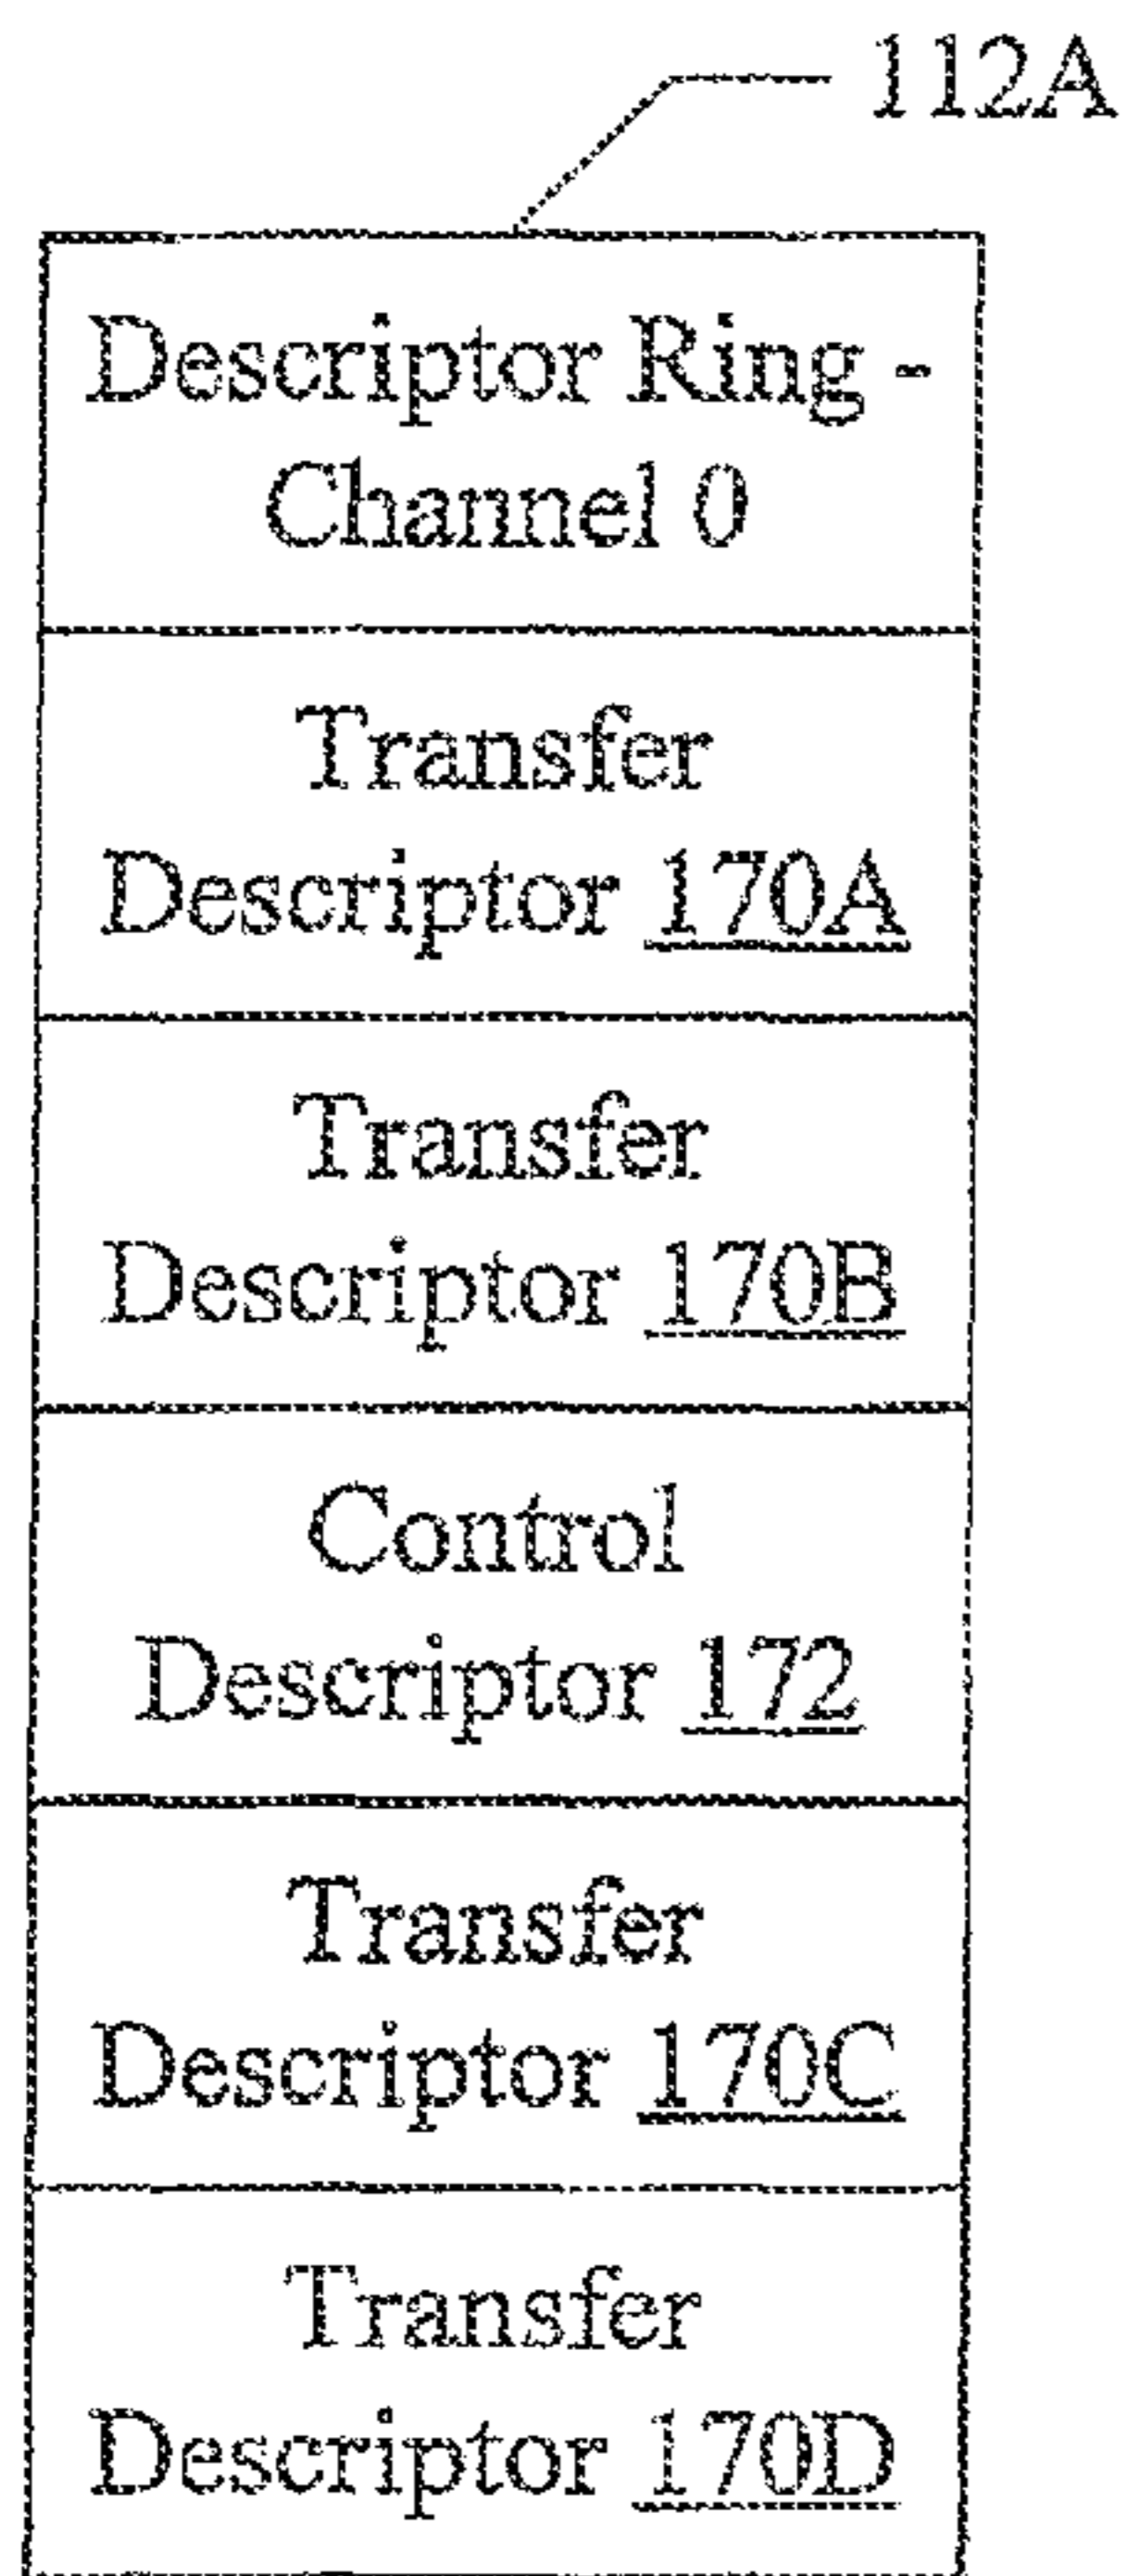 112A
Descriptor Ring -
Channel 0
Transfer
Descriptor 170A
Transfer
Descriptor 170B
Control
Descriptor 172
Transfer
Descriptor 170C
Transfer
Descriptor 170D